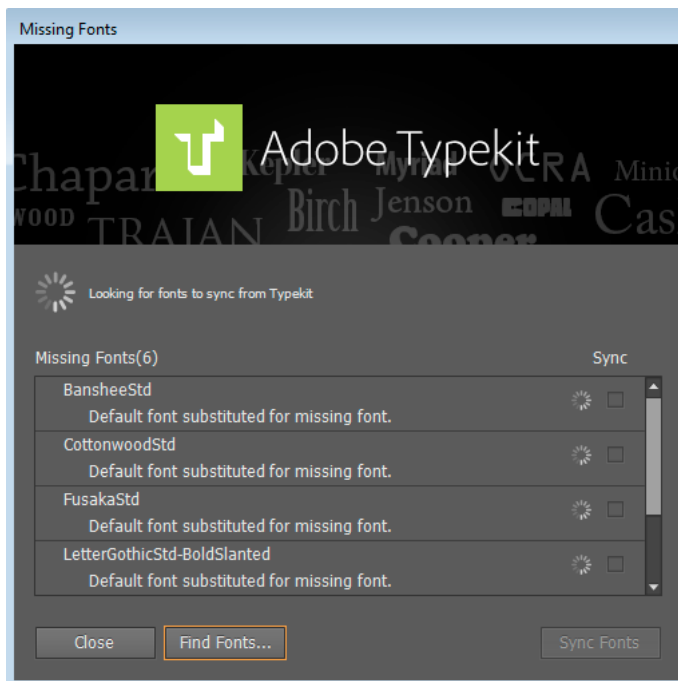 Missing Fonts
Adobe Typekit
Chapar
Kepler
Myriad
OCRA
Minio
WOOD
TRAJAN
Birch
Jenson
COPAL
Cas
Cooper
Looking for fonts to sync from Typekit
Missing Fonts(6) Sync
BansheeStd
Default font substituted for missing font.
CottonwoodStd
Default font substituted for missing font.
FusakaStd
Default font substituted for missing font.
LetterGothicStd-BoldSlanted
Default font substituted for missing font.
Close Find Fonts... Sync Fonts